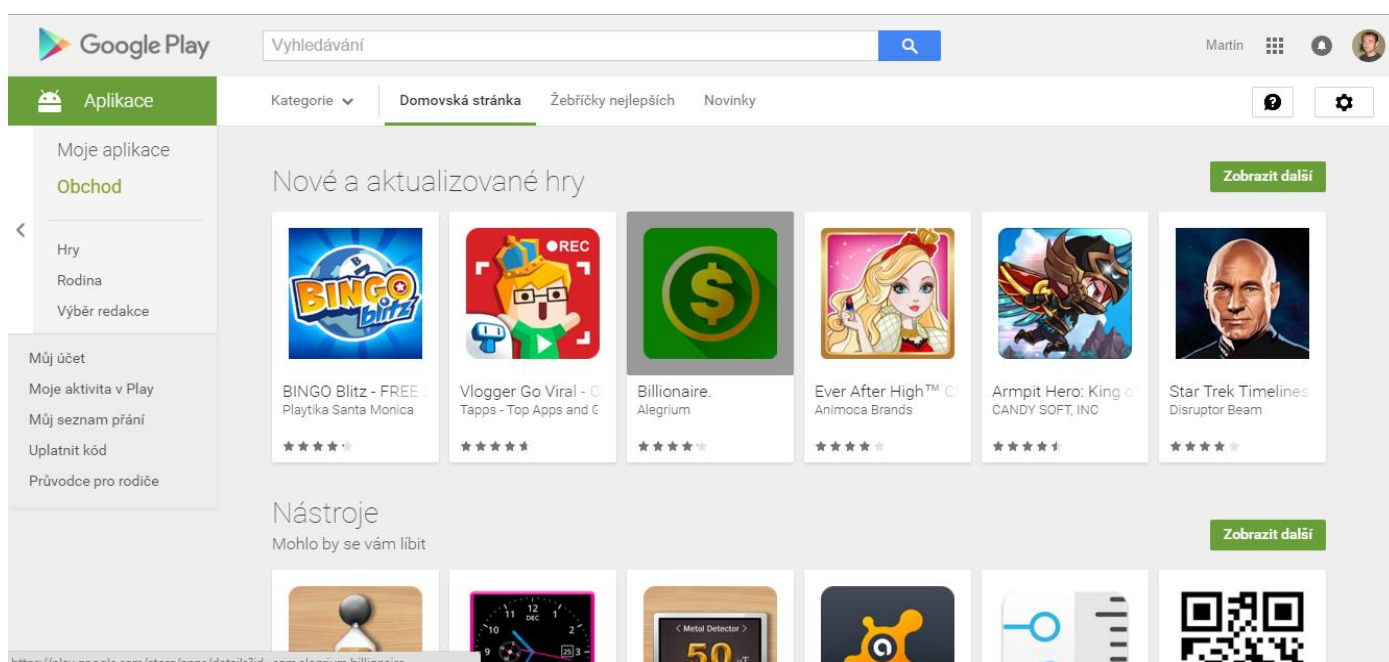 Google Play
Vyhledávání
Martin
Aplikace
Kategorie
Domovská stránka
Žebříčky nejlepších
Novinky
Moje aplikace
Obchod
Hry
Rodina
Výběr redakce
Můj účet
Moje aktivita v Play
Můj seznam přání
Uplatnit kód
Průvodce pro rodiče
Nové a aktualizované hry
Zobrazit další
BINGO blitz
REC
$
BINGO Blitz - FREE
Playtika Santa Monica
Vlogger Go Viral - C
Tapps - Top Apps and G
Billionaire.
Alegrium
Ever After High™ C
Animoca Brands
Armpit Hero: King o
CANDY SOFT, INC
Star Trek Timelines
Disruptor Beam
Nástroje
Mohlo by se vám líbit
Zobrazit další
11 12 1
DEC
10 2
9 25 3
< Metal Detector >
50 μT